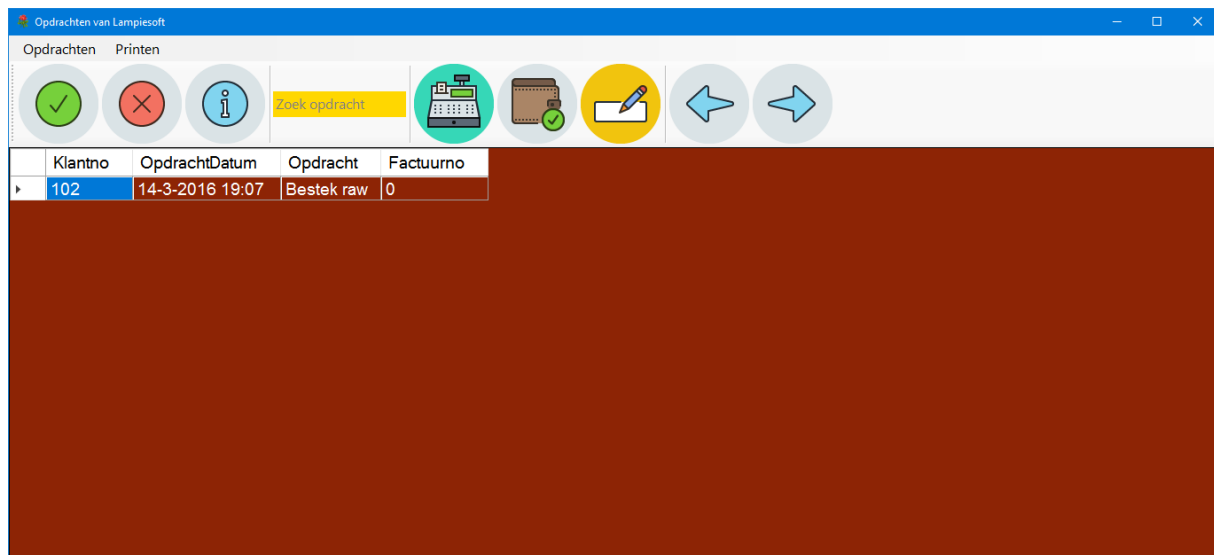 Opdrachten van Lampiesoft
Opdrachten Printen
Zoek opdracht
Klantno OpdrachtDatum Opdracht Factuurno
102 14-3-2016 19:07 Bestek raw 0